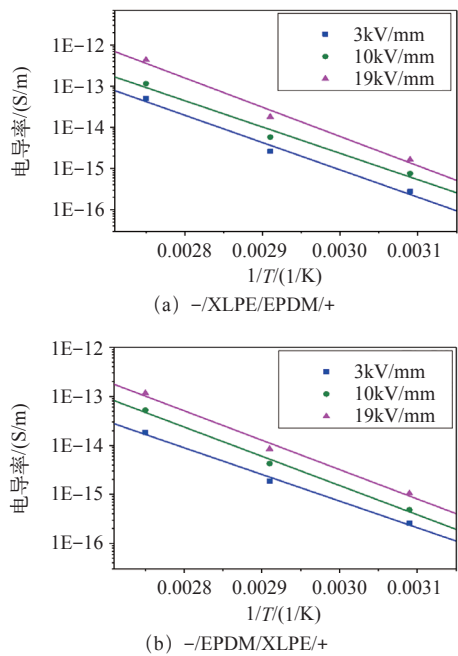 1E-12
1E-13
1E-14
1E-15
1E-16
电导率/(S/m)
3kV/mm
10kV/mm
19kV/mm
0.0028 0.0029 0.0030 0.0031
1/T/(1/K)
(a) -/XLPE/EPDM/+
1E-12
1E-13
1E-14
1E-15
1E-16
电导率/(S/m)
3kV/mm
10kV/mm
19kV/mm
0.0028 0.0029 0.0030 0.0031
1/T/(1/K)
(b) -/EPDM/XLPE/+